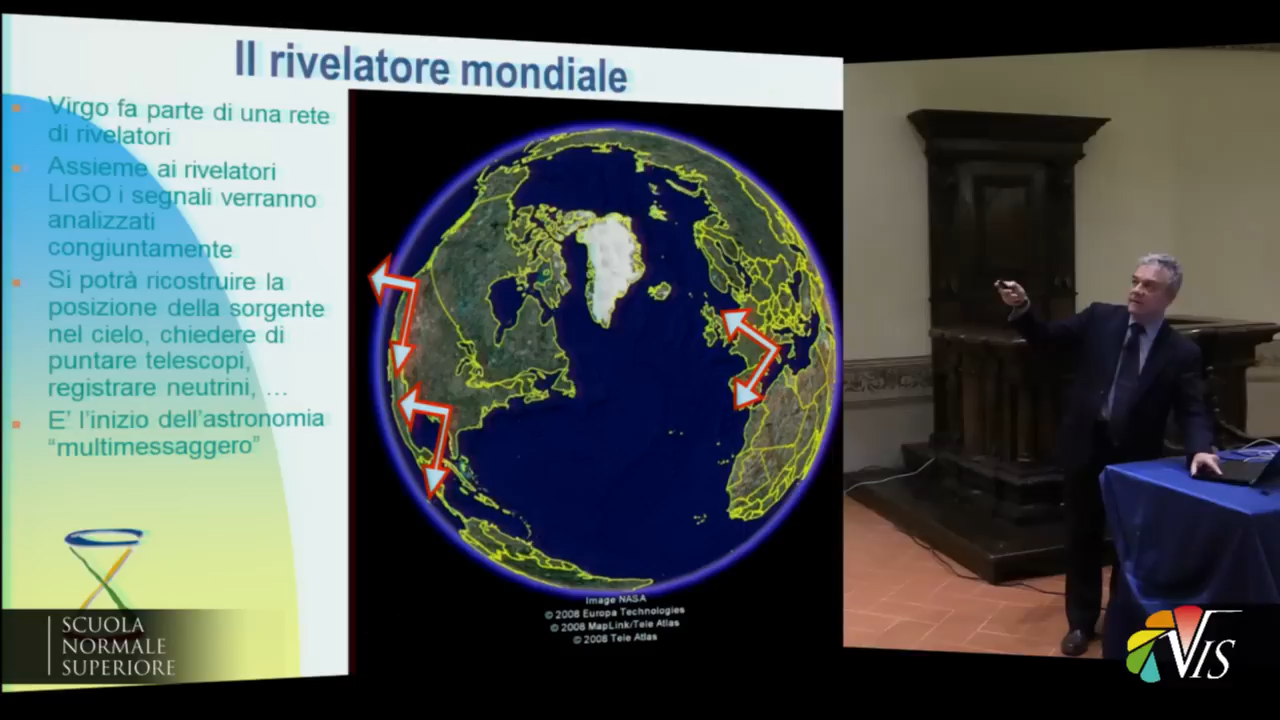 Il rivelatore mondiale
Virgo fa parte di una rete
di rivelatori
Assieme ai rivelatori
LIGO i segnali verranno
analizzati
congiuntamente
Si potrà ricostruire la
posizione della sorgente
nel cielo, chiedere di
puntare telescopi,
registrare neutrini, …
E' l'inizio dell'astronomia
"multimessaggero"
Image NASA
© 2008 Europa Technologies
© 2008 MapLink/Tele Atlas
© 2008 Tele Atlas
SCUOLA
NORMALE
SUPERIORE
VIS